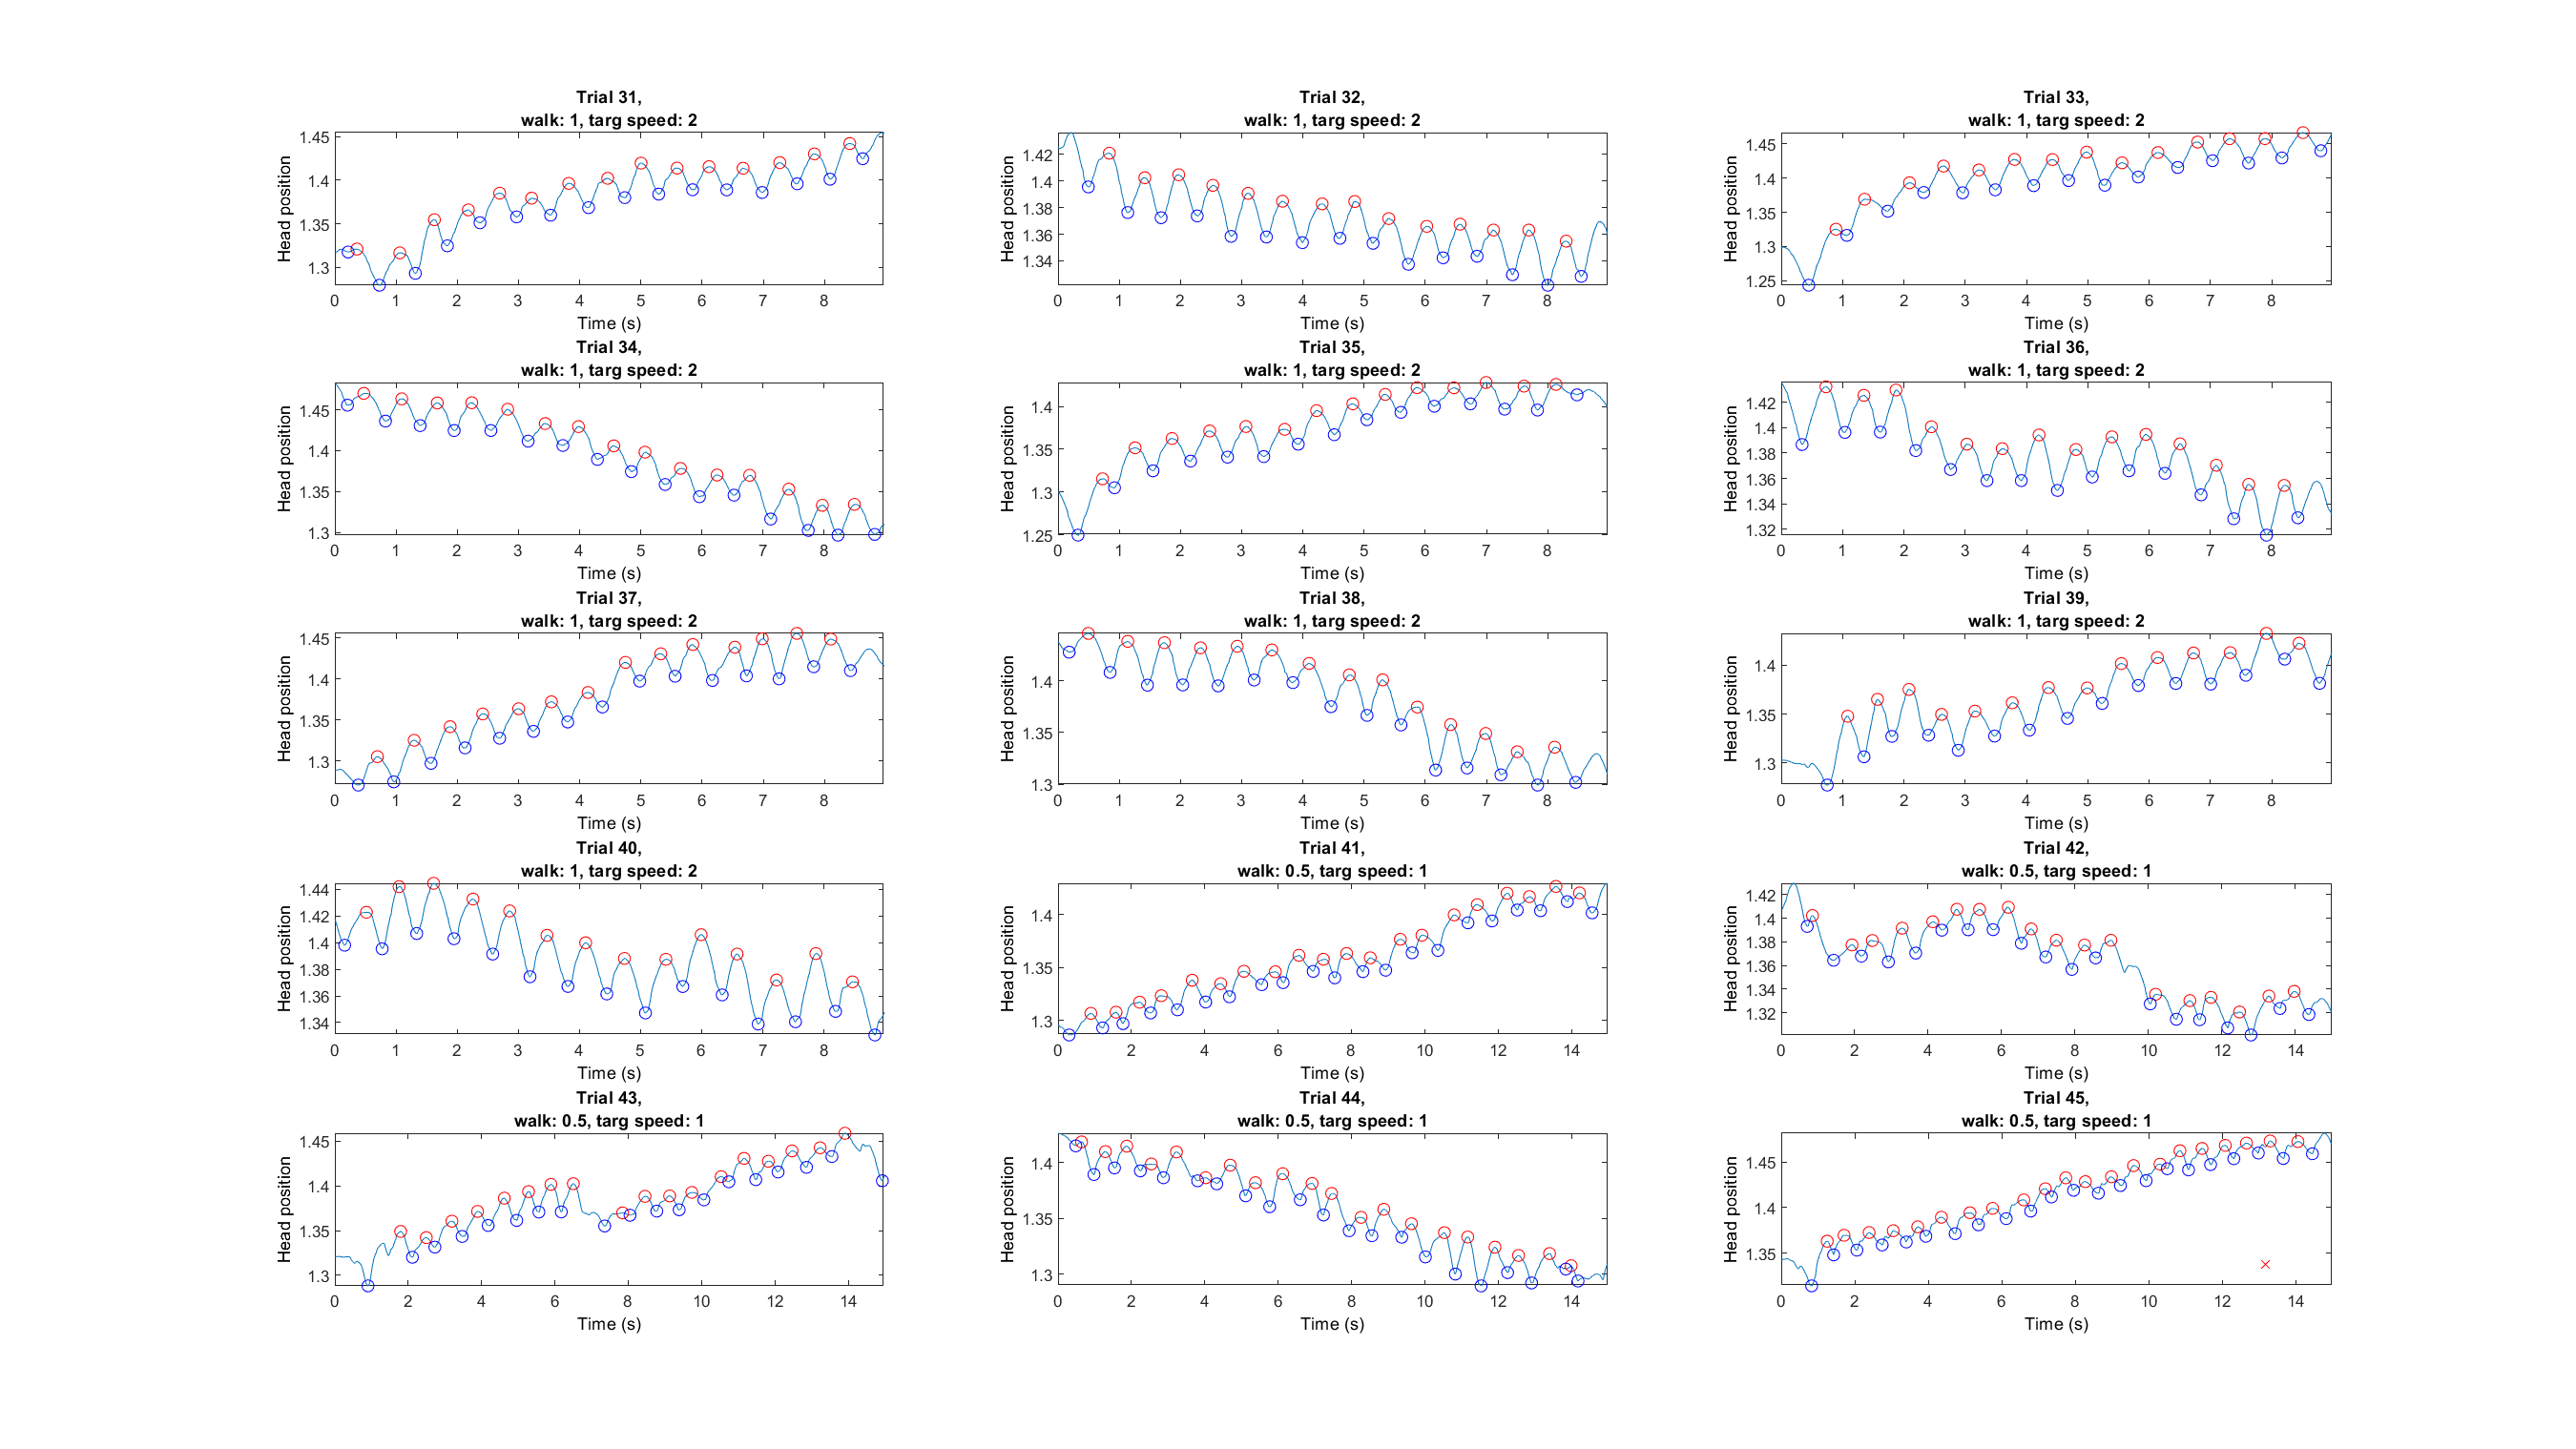 Trial 31,
walk: 1, targ speed: 2
Head position
1.45
1.4
1.35
1.3
0 1 2 3 4 5 6 7 8
Time (s)
Trial 32,
walk: 1, targ speed: 2
Head position
1.42
1.4
1.38
1.36
1.34
0 1 2 3 4 5 6 7 8
Time (s)
Trial 33,
walk: 1, targ speed: 2
Head position
1.45
1.4
1.35
1.3
1.25
0 1 2 3 4 5 6 7 8
Time (s)
Trial 34,
walk: 1, targ speed: 2
Head position
1.45
1.4
1.35
1.3
0 1 2 3 4 5 6 7 8
Time (s)
Trial 35,
walk: 1, targ speed: 2
Head position
1.4
1.35
1.3
1.25
0 1 2 3 4 5 6 7 8
Time (s)
Trial 36,
walk: 1, targ speed: 2
Head position
1.42
1.4
1.38
1.36
1.34
1.32
0 1 2 3 4 5 6 7 8
Time (s)
Trial 37,
walk: 1, targ speed: 2
Head position
1.45
1.4
1.35
1.3
0 1 2 3 4 5 6 7 8
Time (s)
Trial 38,
walk: 1, targ speed: 2
Head position
1.4
1.35
1.3
0 1 2 3 4 5 6 7 8
Time (s)
Trial 39,
walk: 1, targ speed: 2
Head position
1.4
1.35
1.3
0 1 2 3 4 5 6 7 8
Time (s)
Trial 40,
walk: 1, targ speed: 2
Head position
1.44
1.42
1.4
1.38
1.36
1.34
0 1 2 3 4 5 6 7 8
Time (s)
Trial 41,
walk: 0.5, targ speed: 1
Head position
1.4
1.35
1.3
0 2 4 6 8 10 12 14
Time (s)
Trial 42,
walk: 0.5, targ speed: 1
Head position
1.42
1.4
1.38
1.36
1.34
1.32
0 2 4 6 8 10 12 14
Time (s)
Trial 43,
walk: 0.5, targ speed: 1
Head position
1.45
1.4
1.35
1.3
0 2 4 6 8 10 12 14
Time (s)
Trial 44,
walk: 0.5, targ speed: 1
Head position
1.4
1.35
1.3
0 2 4 6 8 10 12 14
Time (s)
Trial 45,
walk: 0.5, targ speed: 1
Head position
1.45
1.4
1.35
0 2 4 6 8 10 12 14
Time (s)